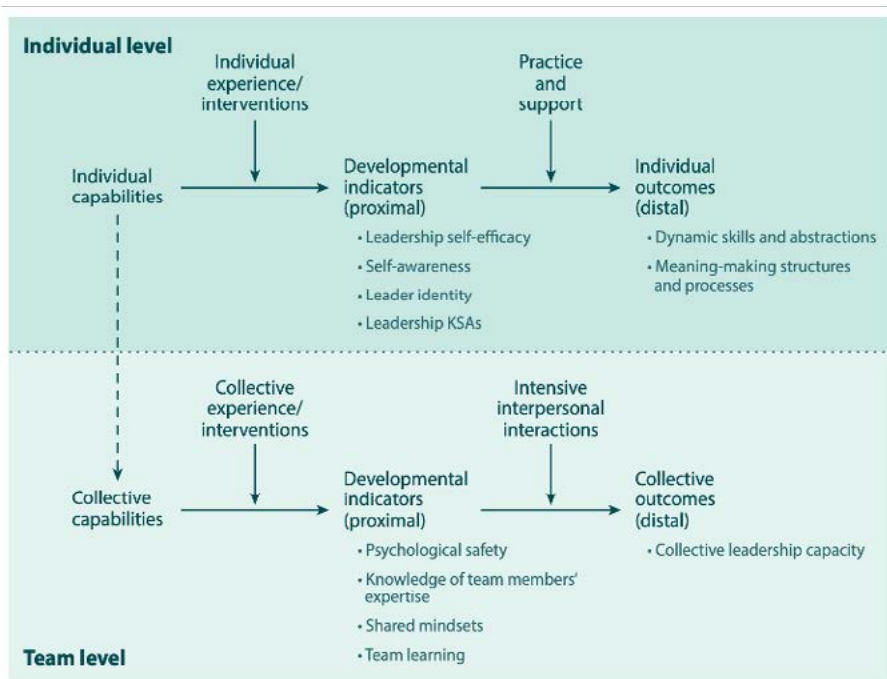 Individual level
Individual
experience/
interventions
Practice
and
support
Individual
capabilities
Developmental
indicators
(proximal)
• Leadership self-efficacy
• Self-awareness
• Leader identity
• Leadership KSAs
Individual
outcomes
(distal)
• Dynamic skills and abstractions
• Meaning-making structures
and processes
Collective
experience/
interventions
Intensive
interpersonal
interactions
Collective
capabilities
Developmental
indicators
(proximal)
• Psychological safety
• Knowledge of team members'
expertise
• Shared mindsets
• Team learning
Collective
outcomes
(distal)
• Collective leadership capacity
Team level